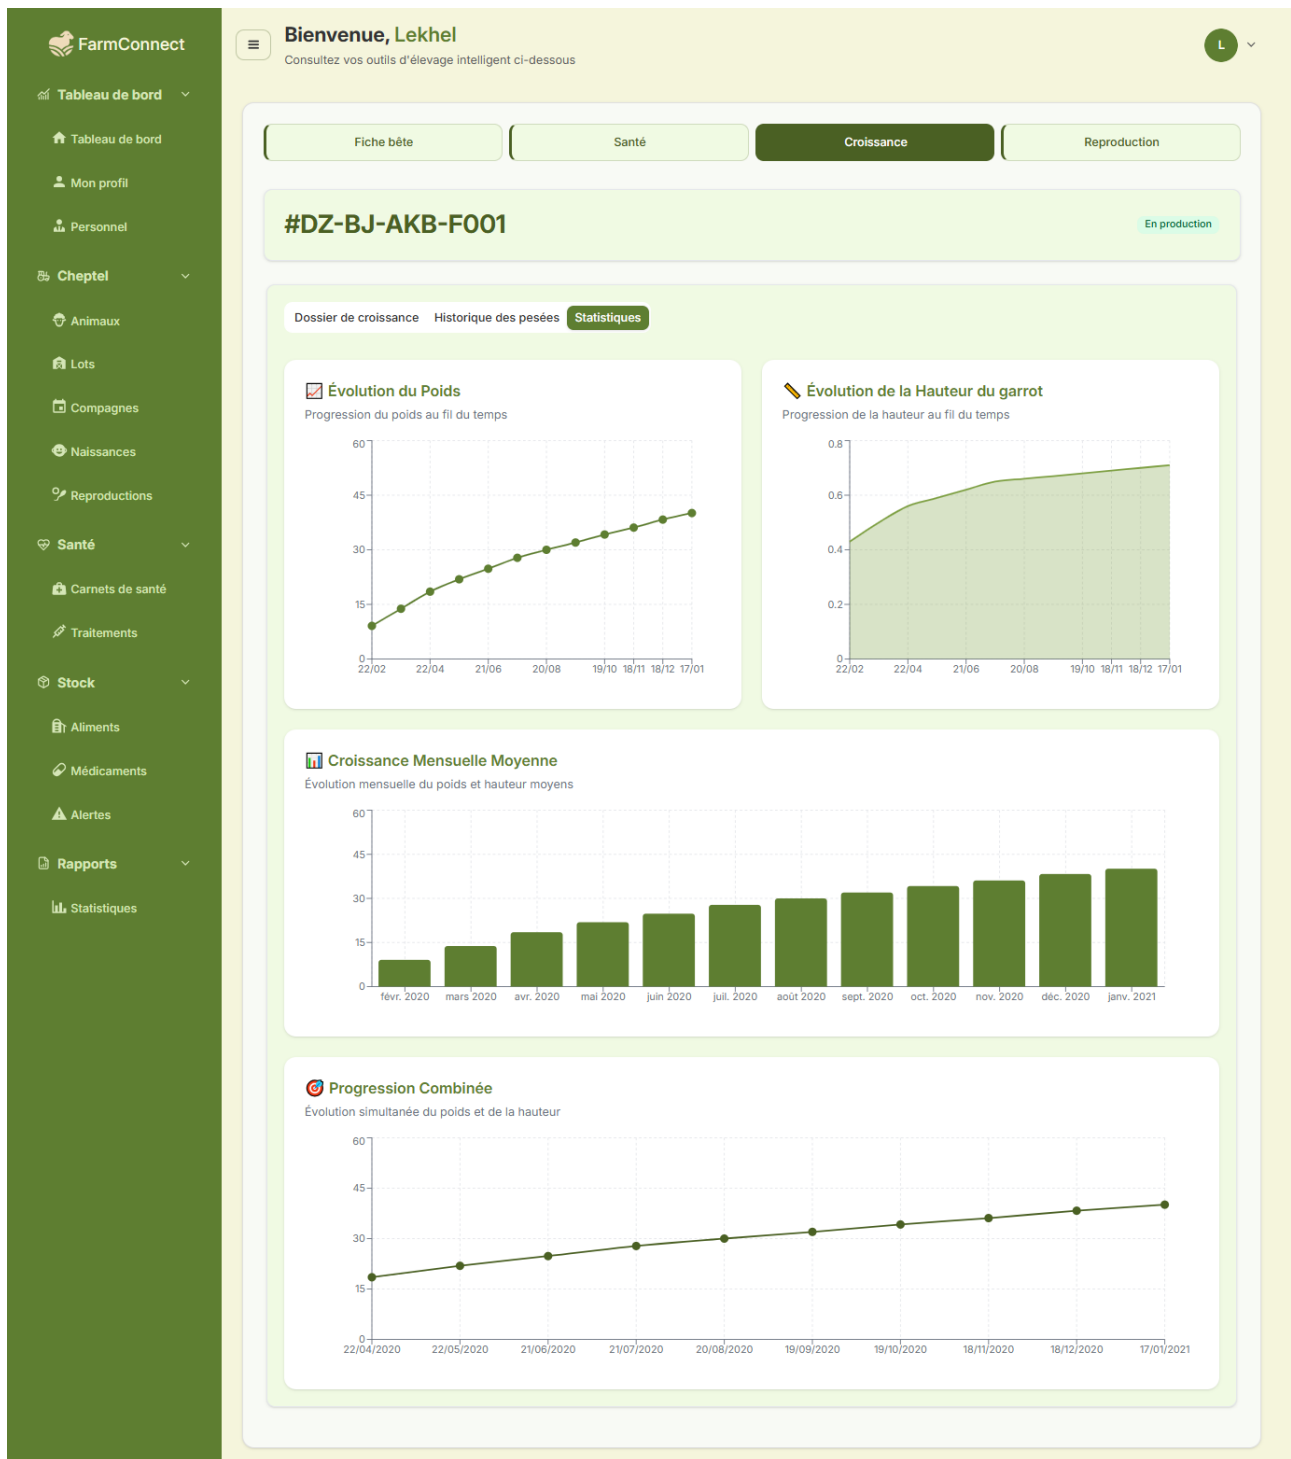 FarmConnect
Tableau de bord
Tableau de bord
Mon profil
Personnel
Cheptel
Animaux
Lots
Compagnes
Naissances
Reproductions
Santé
Carnets de santé
Traitements
Stock
Aliments
Médicaments
Alertes
Rapports
Statistiques
Bienvenue, Lekhel
Consultez vos outils d'élevage intelligent ci-dessous
L
Fiche bête
Santé
Croissance
Reproduction
#DZ-BJ-AKB-F001
En production
Dossier de croissance
Historique des pesées
Statistiques
Évolution du Poids
Progression du poids au fil du temps
60
45
30
15
0
22/02 22/04 21/06 20/08 19/10 18/11 18/12 17/01
Évolution de la Hauteur du garrot
Progression de la hauteur au fil du temps
0.8
0.6
0.4
0.2
0
22/02 22/04 21/06 20/08 19/10 18/11 18/12 17/01
Croissance Mensuelle Moyenne
Évolution mensuelle du poids et hauteur moyens
60
45
30
15
0
févr. 2020 mars 2020 avr. 2020 mai 2020 juin 2020 juil. 2020 août 2020 sept. 2020 oct. 2020 nov. 2020 déc. 2020 janv. 2021
Progression Combinée
Évolution simultanée du poids et de la hauteur
60
45
30
15
0
22/04/2020 22/05/2020 21/06/2020 21/07/2020 20/08/2020 19/09/2020 19/10/2020 18/11/2020 18/12/2020 17/01/2021